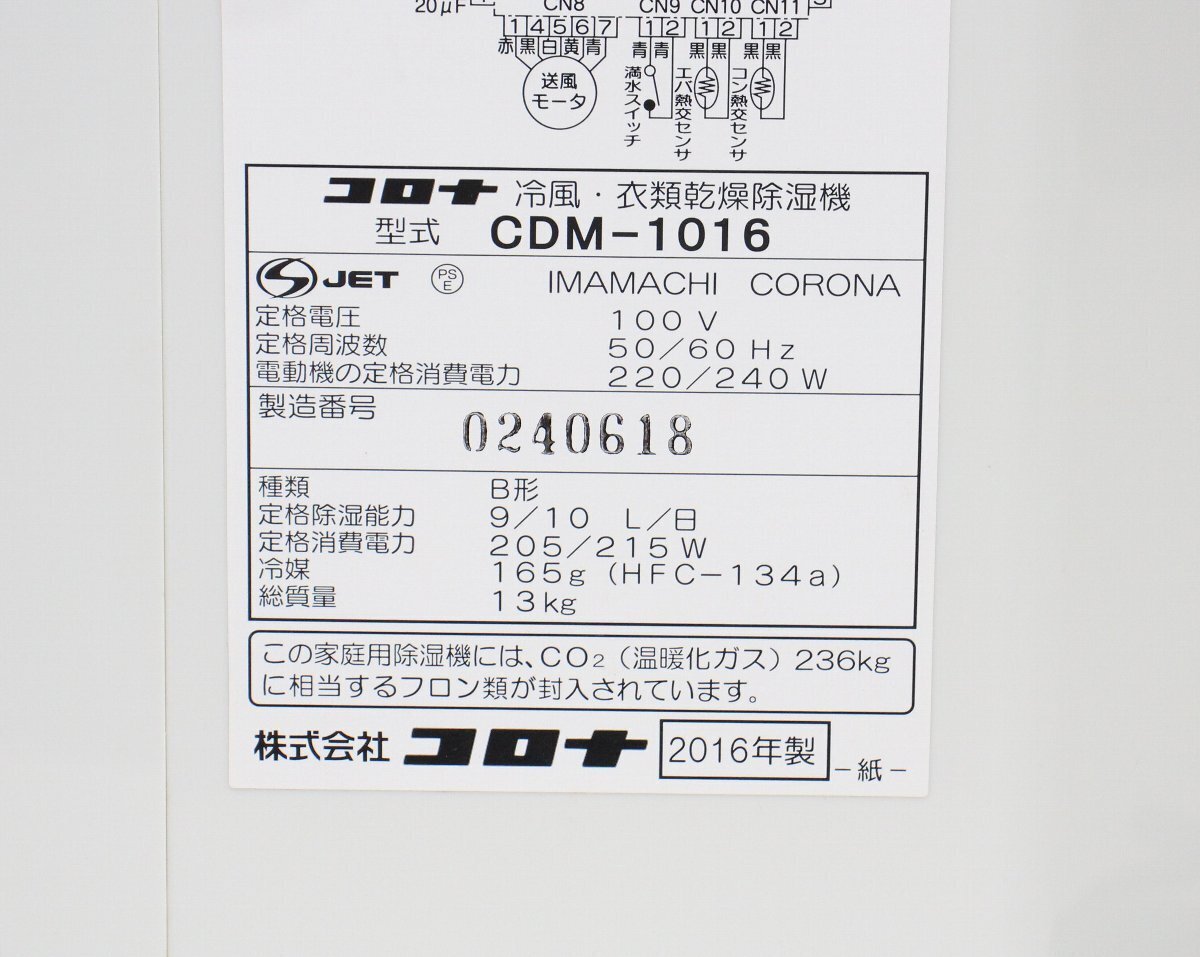 20μF
CN8 CN9 CN10 CN11
1 4 5 6 7 1 2 1 2 1 2
赤 黒 白 黄 青 青 青 黒 黒 黒 黒
送風
モータ
満水スイッチ
エバ熱交センサ
コン熱交センサ
コロナ 冷風・衣類乾燥除湿機
型式 CDM-1016
JET PSE IMAMACHI CORONA
定格電圧 100V
定格周波数 50/60Hz
電動機の定格消費電力 220/240W
製造番号 0240618
種類 B形
定格除湿能力 9/10 L/日
定格消費電力 205/215W
冷媒 165g(HFC-134a)
総質量 13kg
この家庭用除湿機には、CO₂(温暖化ガス)236kg
に相当するフロン類が封入されています。
株式会社 コロナ 2016年製 -紙-